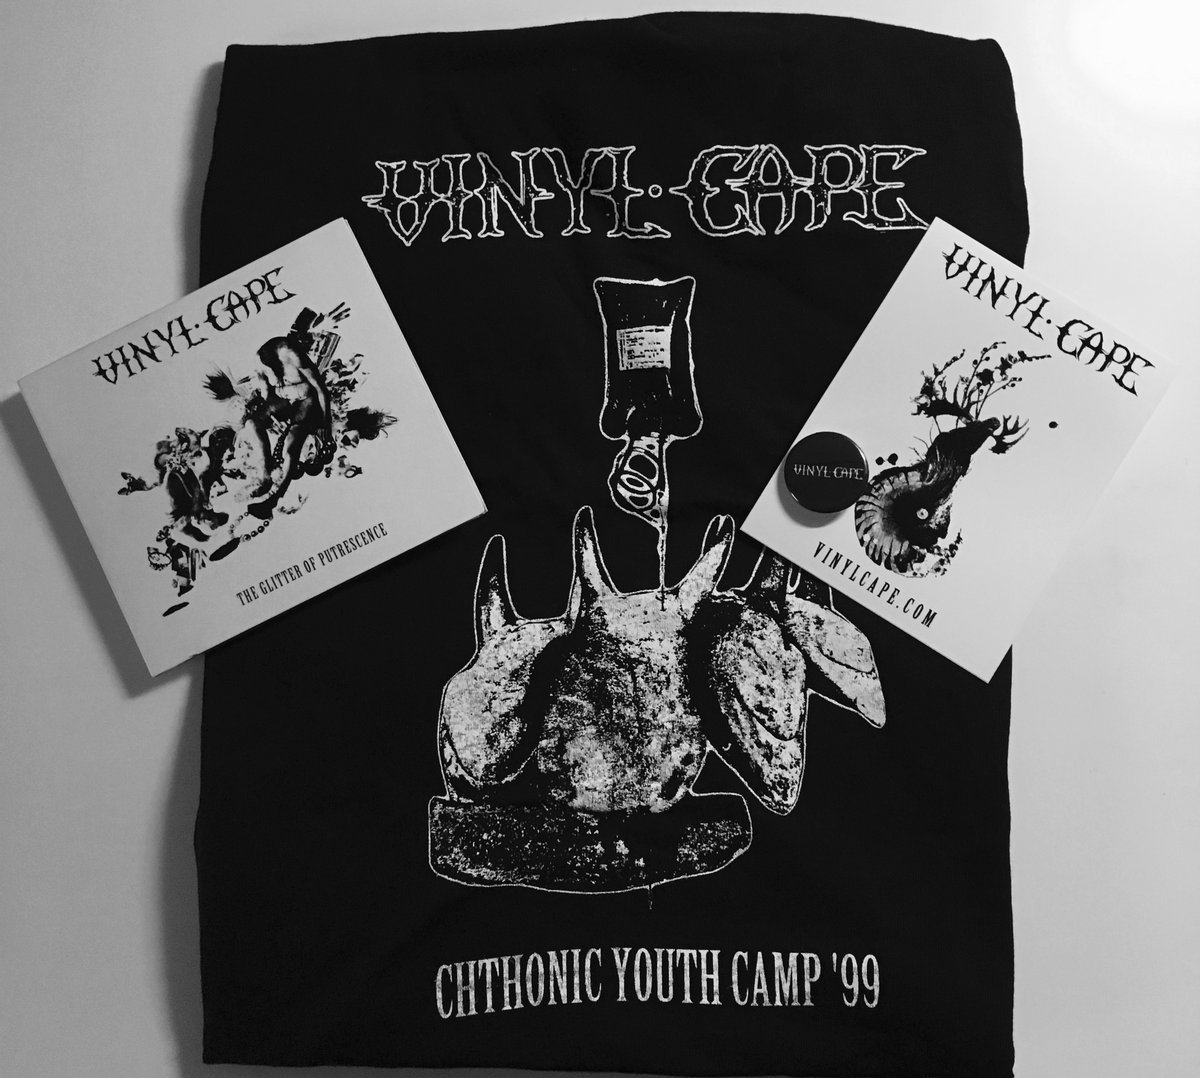 VINYL·CAPE
VINYL·CAPE
THE GLITTER OF PUTRESCENCE
VINYL·CAPE
VINYL CAPE
VINYLCAPE.COM
CHTHONIC YOUTH CAMP '99